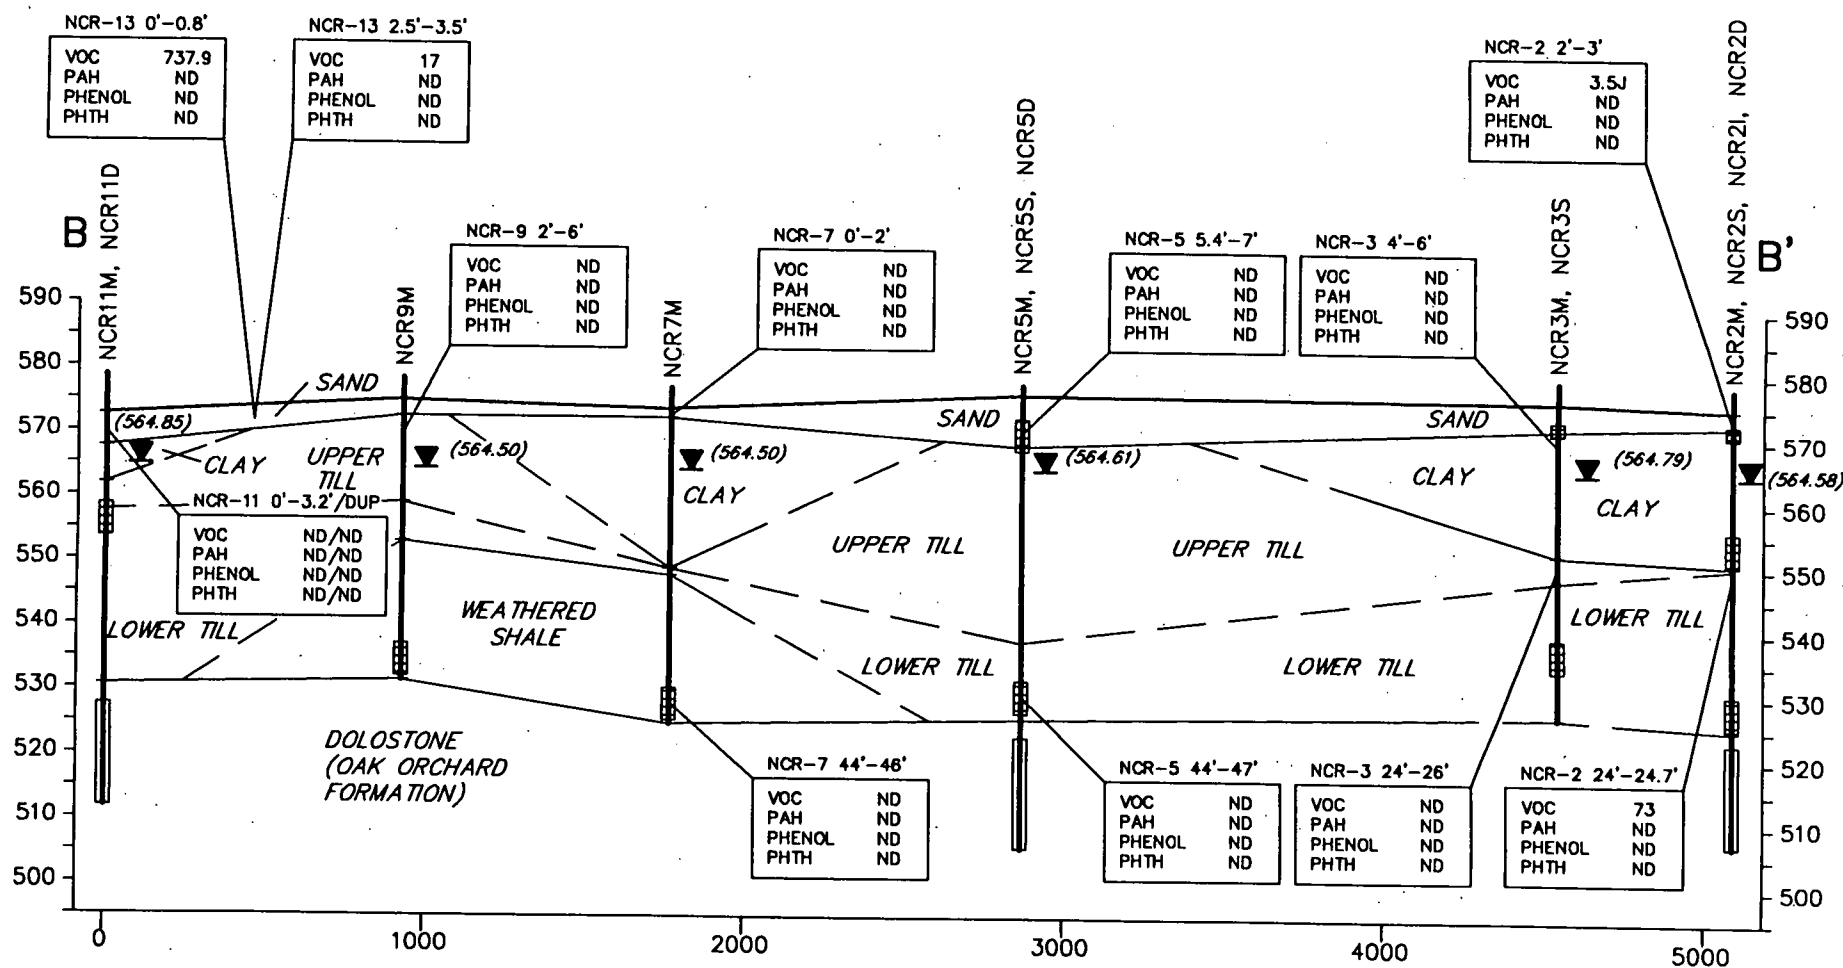 NCR-13 0'-0.8'
VOC 737.9
PAH ND
PHENOL ND
PHTH ND
NCR-13 2.5'-3.5'
VOC 17
PAH ND
PHENOL ND
PHTH ND
NCR-2 2'-3'
VOC 3.5J
PAH ND
PHENOL ND
PHTH ND
B
B'
NCR11M, NCR11D
NCR9M
NCR7M
NCR5M, NCR5S, NCR5D
NCR3M, NCR3S
NCR2M, NCR2S, NCR2I, NCR2D
NCR-9 2'-6'
VOC ND
PAH ND
PHENOL ND
PHTH ND
NCR-7 0'-2'
VOC ND
PAH ND
PHENOL ND
PHTH ND
NCR-5 5.4'-7'
VOC ND
PAH ND
PHENOL ND
PHTH ND
NCR-3 4'-6'
VOC ND
PAH ND
PHENOL ND
PHTH ND
590
580
570
560
550
540
530
520
510
500
590
580
570
560
550
540
530
520
510
500
SAND
SAND
SAND
(564.85)
(564.50)
(564.50)
(564.61)
(564.79)
(564.58)
CLAY
UPPER
TILL
CLAY
CLAY
CLAY
NCR-11 0'-3.2'/DUP
VOC ND/ND
PAH ND/ND
PHENOL ND/ND
PHTH ND/ND
UPPER TILL
UPPER TILL
LOWER TILL
WEATHERED
SHALE
LOWER TILL
LOWER TILL
LOWER TILL
DOLOSTONE
(OAK ORCHARD
FORMATION)
NCR-7 44'-46'
VOC ND
PAH ND
PHENOL ND
PHTH ND
NCR-5 44'-47'
VOC ND
PAH ND
PHENOL ND
PHTH ND
NCR-3 24'-26'
VOC ND
PAH ND
PHENOL ND
PHTH ND
NCR-2 24'-24.7'
VOC 73
PAH ND
PHENOL ND
PHTH ND
0
1000
2000
3000
4000
5000